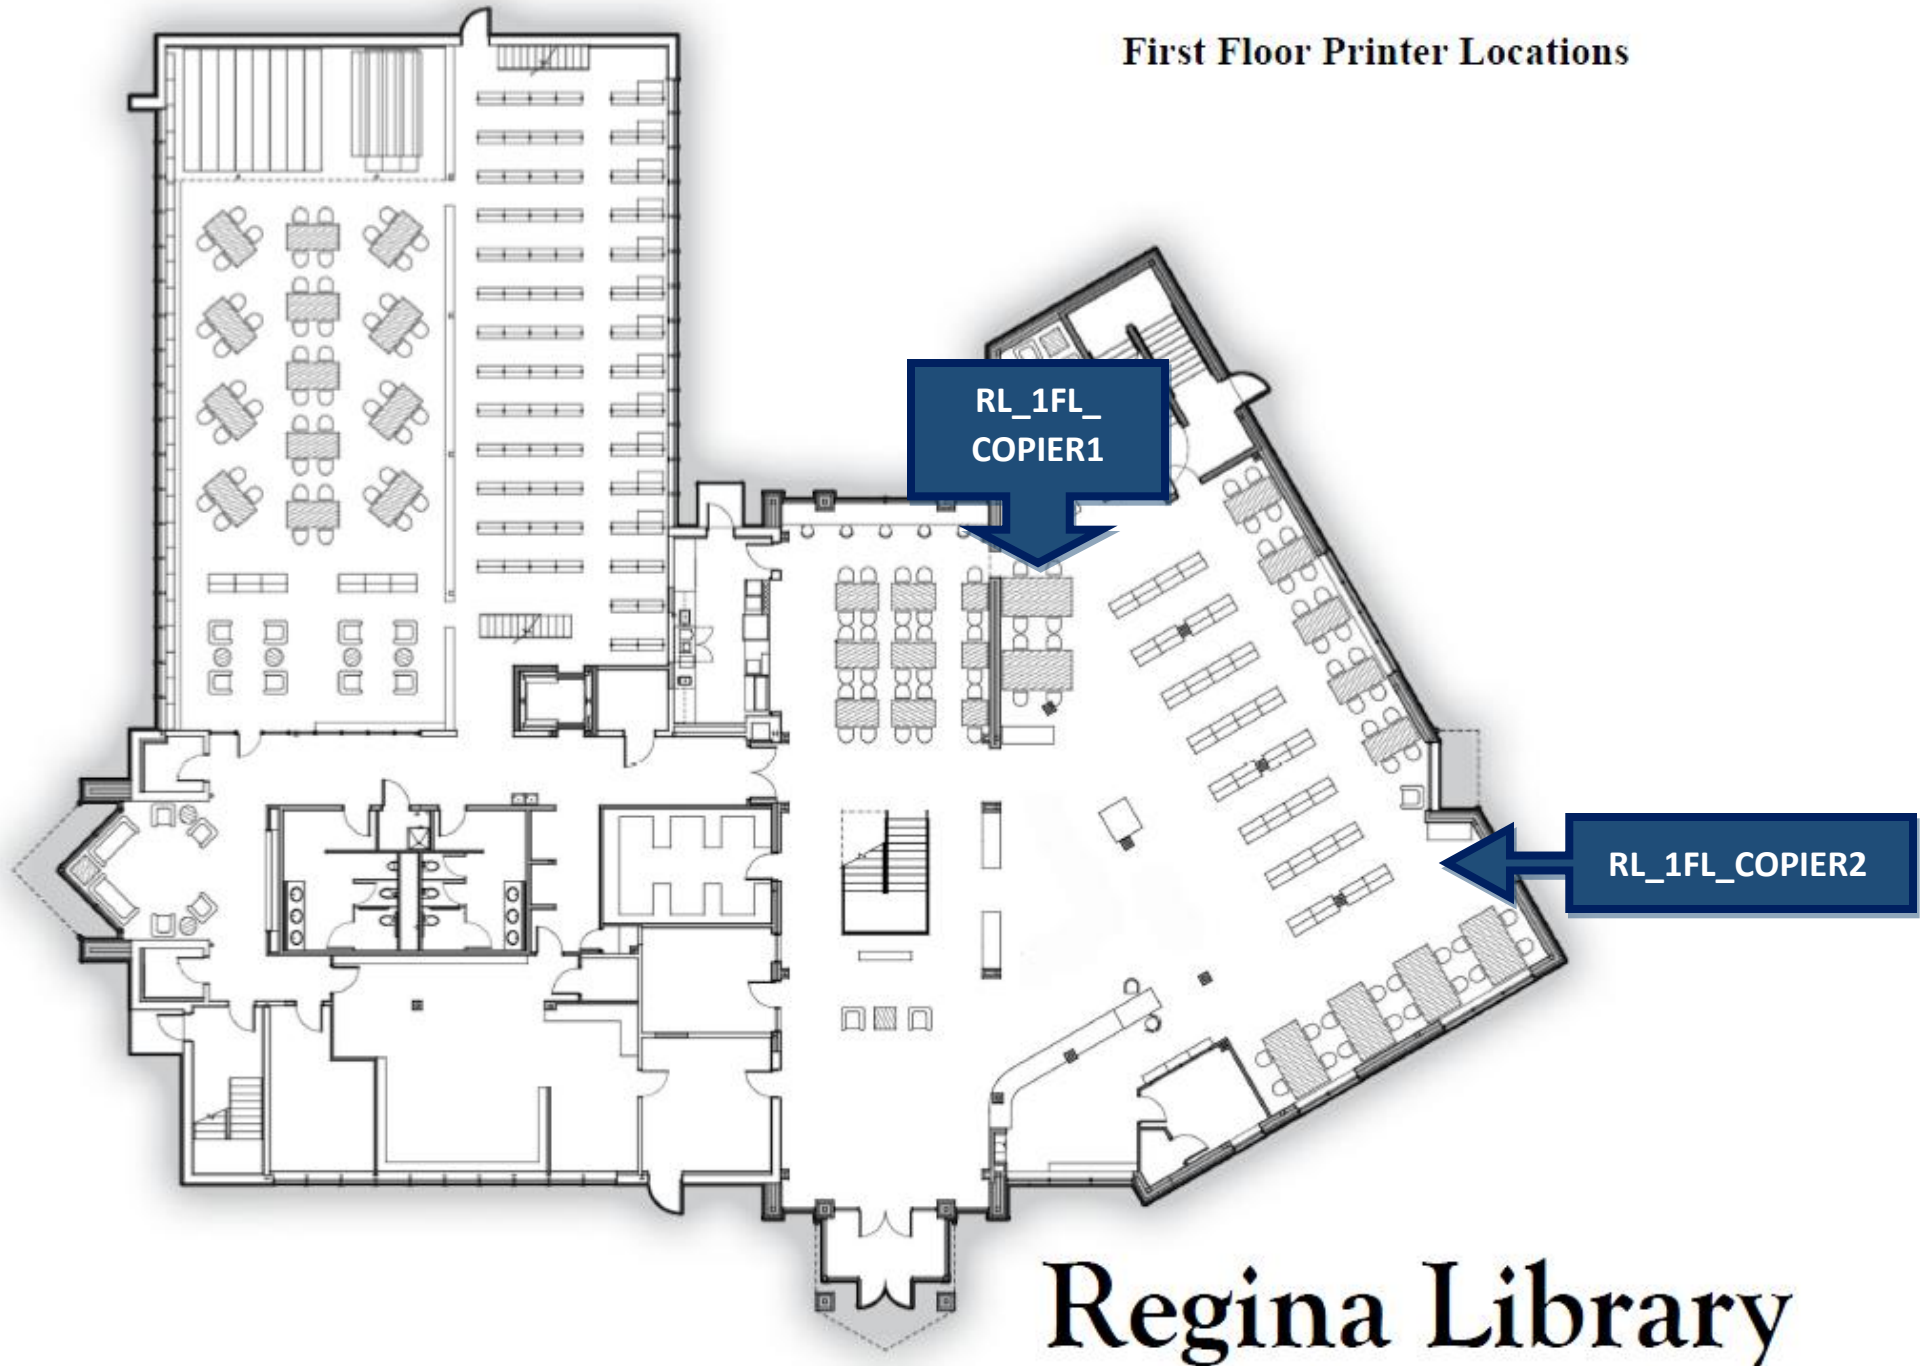 First Floor Printer Locations
RL_1FL_
COPIER1
RL_1FL_COPIER2
Regina Library